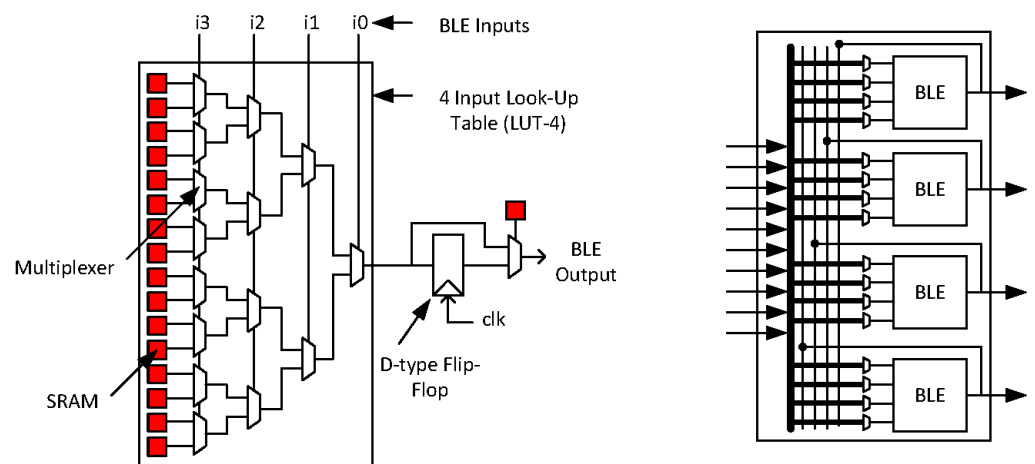 i3 i2 i1 i0 BLE Inputs
4 Input Look-Up
Table (LUT-4)
Multiplexer
SRAM
D-type Flip-
Flop
clk
BLE
Output
BLE
BLE
BLE
BLE